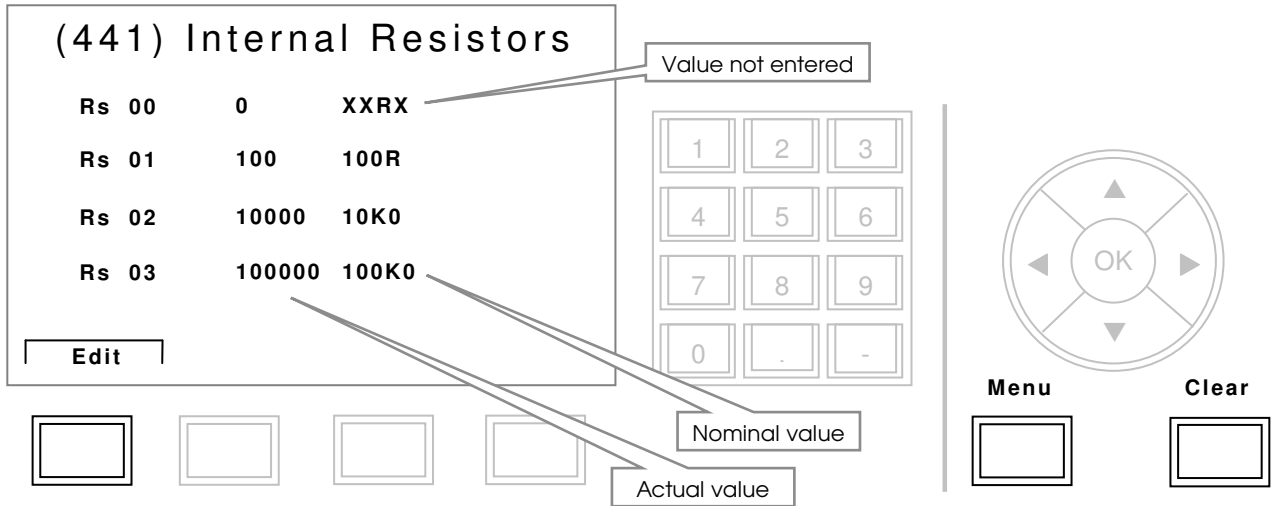 (441) Internal Resistors
Value not entered
Rs 00 0 XXRX
Rs 01 100 100R
Rs 02 10000 10K0
Rs 03 100000 100K0
Edit
1 2 3
4 5 6
7 8 9
0 . -
OK
Menu Clear
Nominal value
Actual value